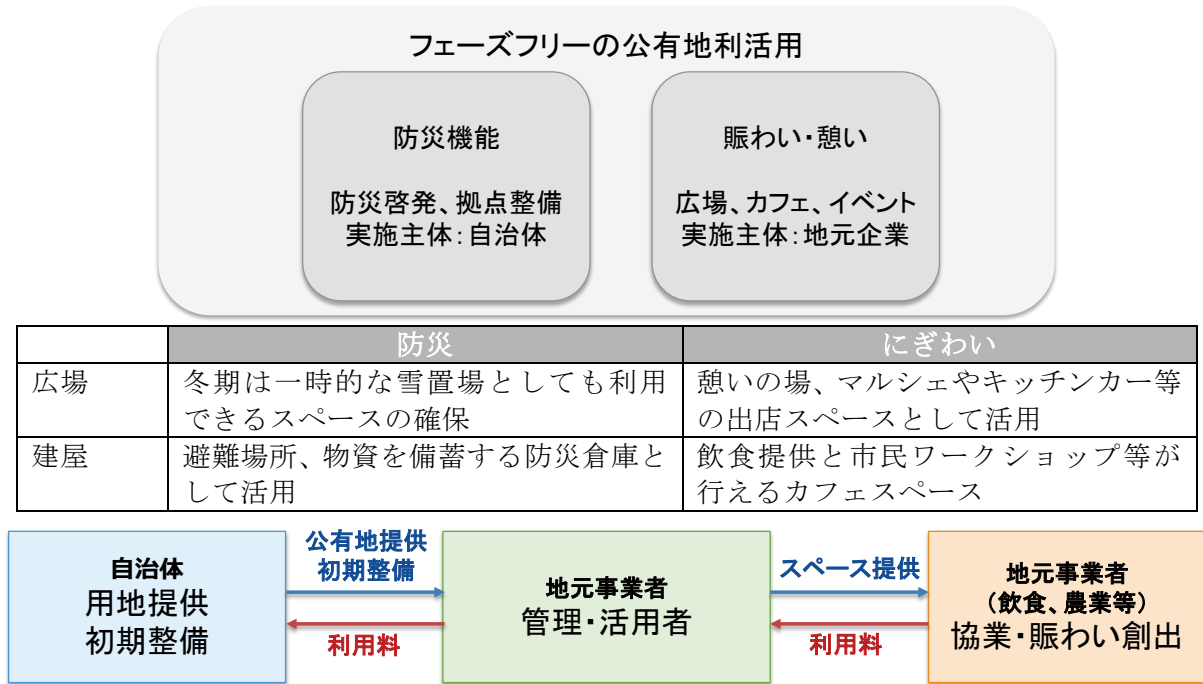 フェーズフリーの公有地利活用
防災機能
防災啓発、拠点整備
実施主体：自治体
賑わい・憩い
広場、カフェ、イベント
実施主体：地元企業
防災
にぎわい
広場
冬期は一時的な雪置場としても利用
できるスペースの確保
憩いの場、マルシェやキッチンカー等
の出店スペースとして活用
建屋
避難場所、物資を備蓄する防災倉庫と
して活用
飲食提供と市民ワークショップ等が
行えるカフェスペース
自治体
用地提供
初期整備
公有地提供
初期整備
利用料
地元事業者
管理・活用者
スペース提供
利用料
地元事業者
（飲食、農業等）
協業・賑わい創出